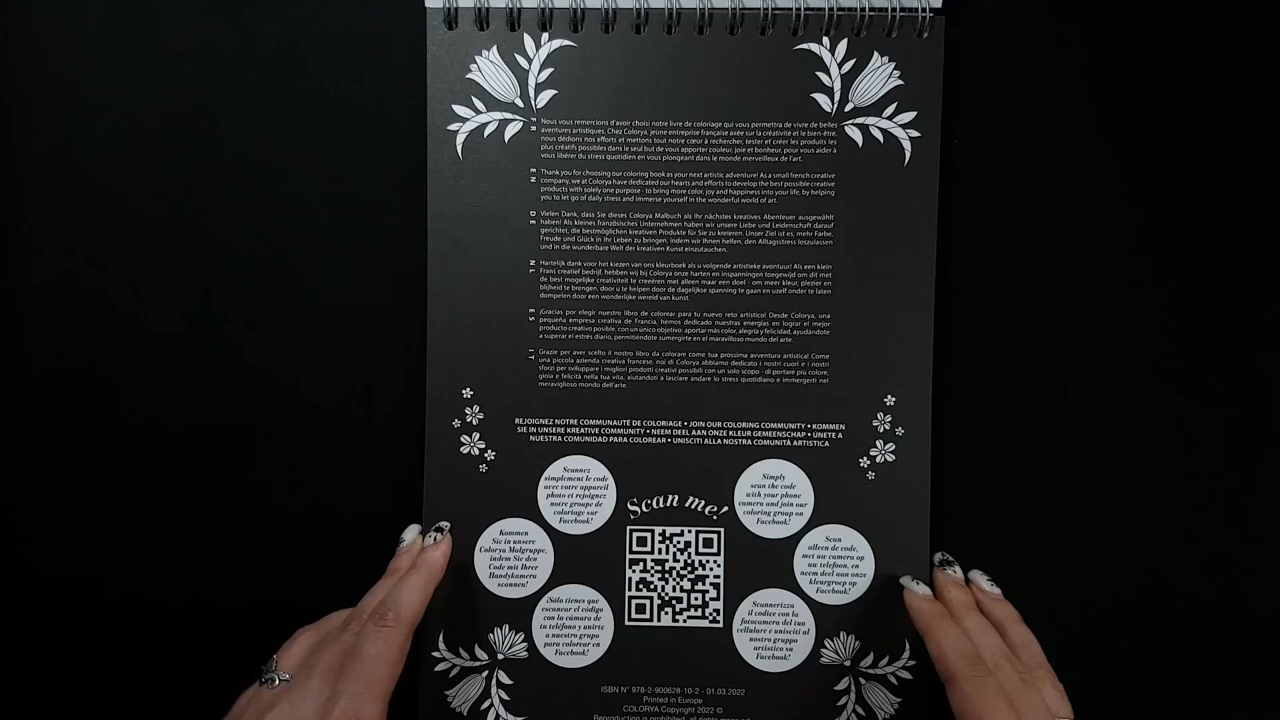 FR
Nous vous remercions d'avoir choisi notre livre de coloriage qui vous permettra de vivre de belles
aventures artistiques. Chez Colorya, jeune entreprise française axée sur la créativité et le bien-être,
nous dédions nos efforts et mettons tout notre cœur à rechercher, tester et créer les produits les
plus créatifs possibles dans le seul but de vous apporter couleur, joie et bonheur, pour vous aider à
vous libérer du stress quotidien en vous plongeant dans le monde merveilleux de l'art.
EN
Thank you for choosing our coloring book as your next artistic adventure! As a small french creative
company, we at Colorya have dedicated our hearts and efforts to develop the best possible creative
products with solely one purpose - to bring more color, joy and happiness into your life, by helping
you to let go of daily stress and immerse yourself in the wonderful world of art.
DE
Vielen Dank, dass Sie dieses Colorya Malbuch als Ihr nächstes kreatives Abenteuer ausgewählt
haben! Als kleines französisches Unternehmen haben wir unsere Liebe und Leidenschaft darauf
gerichtet, die bestmöglichen kreativen Produkte für Sie zu kreieren. Unser Ziel ist es, mehr Farbe,
Freude und Glück in Ihr Leben zu bringen, indem wir Ihnen helfen, den Alltagsstress loszulassen
und in die wunderbare Welt der kreativen Kunst einzutauchen.
NL
Hartelijk dank voor het kiezen van ons kleurboek als u volgende artistieke avontuur! Als een klein
Frans creatief bedrijf, hebben wij bij Colorya onze harten en inspanningen toegewijd om dit met
de best mogelijke creativiteit te creëren met alleen maar een doel - om meer kleur, plezier en
blijheid te brengen, door u te helpen door de dagelijkse spanning te gaan en uzelf onder te laten
dompelen door een wonderlijke wereld van kunst.
ES
¡Gracias por elegir nuestro libro de colorear para tu nuevo reto artístico! Desde Colorya, una
pequeña empresa creativa de Francia, hemos dedicado nuestras energías en lograr el mejor
producto creativo posible, con un único objetivo: aportar más color, alegría y felicidad, ayudándote
a superar el estrés diario, permitiéndote sumergirte en el maravilloso mundo del arte.
IT
Grazie per aver scelto il nostro libro da colorare come tua prossima avventura artistica! Come
una piccola azienda creativa francese, noi di Colorya abbiamo dedicato i nostri cuori e i nostri
sforzi per sviluppare i migliori prodotti creativi possibili con un solo scopo - di portare più colore,
gioia e felicità nella tua vita, aiutandoti a lasciare andare lo stress quotidiano e immergerti nel
meraviglioso mondo dell'arte.
REJOIGNEZ NOTRE COMMUNAUTÉ DE COLORIAGE • JOIN OUR COLORING COMMUNITY • KOMMEN
SIE IN UNSERE KREATIVE COMMUNITY • NEEM DEEL AAN ONZE KLEUR GEMEENSCHAP • ÚNETE A
NUESTRA COMUNIDAD PARA COLOREAR • UNISCITI ALLA NOSTRA COMUNITÀ ARTISTICA
Scannez
simplement le code
avec votre appareil
photo et rejoignez
notre groupe de
coloriage sur
Facebook!
Kommen
Sie in unsere
Colorya Malgruppe,
indem Sie den
Code mit Ihrer
Handykamera
scannen!
¡Sólo tienes que
escanear el código
con la cámara de
tu teléfono y unirte
a nuestro grupo
para colorear en
Facebook!
Scan me!
Simply
scan the code
with your phone
camera and join our
coloring group on
Facebook!
Scan
alleen de code,
met uw camera op
uw telefoon, en
neem deel aan onze
kleurgroep op
Facebook!
Scannerizza
il codice con la
fotocamera del tuo
cellulare e unisciti al
nostro gruppo
artistico su
Facebook!
ISBN N° 978-2-900628-10-2 - 01.03.2022
Printed in Europe
COLORYA Copyright 2022 ©
Reproduction is prohibited, all rights reserved